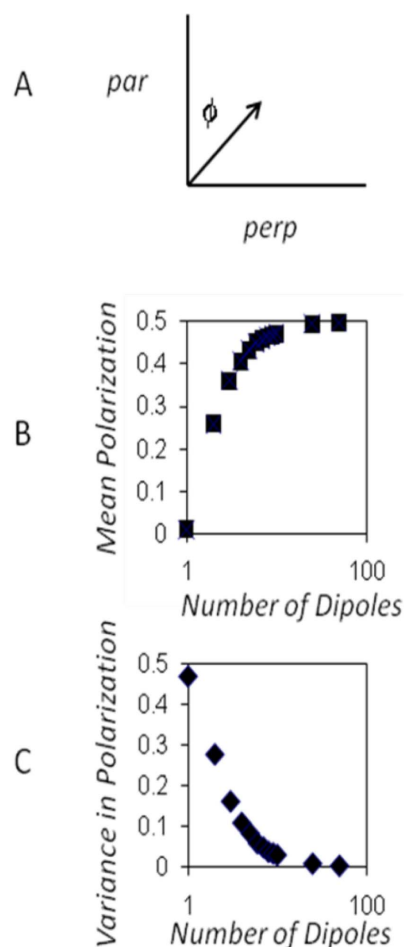 A
par
ϕ
perp
B
Mean Polarization
0.5
0.4
0.3
0.2
0.1
0
1 100
Number of Dipoles
C
Variance in Polarization
0.5
0.4
0.3
0.2
0.1
0
1 100
Number of Dipoles